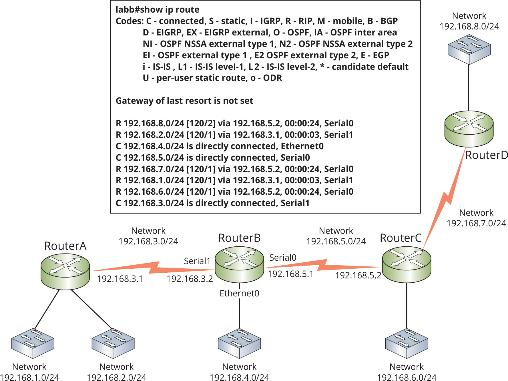 labb#show ip route
Codes: C - connected, S - static, I - IGRP, R - RIP, M - mobile, B - BGP
D - EIGRP, EX - EIGRP external, O - OSPF, IA - OSPF inter area
NI - OSPF NSSA external type 1, N2 - OSPF NSSA external type 2
EI - OSPF external type 1 , E2 OSPF external type 2, E - EGP
i - IS-IS , L1 - IS-IS level-1, L2 - IS-IS level-2, * - candidate default
U - per-user static route, o - ODR
Gateway of last resort is not set
R 192.168.8.0/24 [120/2] via 192.168.5.2, 00:00:24, Serial0
R 192.168.2.0/24 [120/1] via 192.168.3.1, 00:00:03, Serial1
C 192.168.4.0/24 is directly connected, Ethernet0
C 192.168.5.0/24 is directly connected, Serial0
R 192.168.7.0/24 [120/1] via 192.168.5.2, 00:00:24, Serial0
R 192.168.1.0/24 [120/1] via 192.168.3.1, 00:00:03, Serial1
R 192.168.6.0/24 [120/1] via 192.168.5.2, 00:00:24, Serial0
C 192.168.3.0/24 is directly connected, Serial1
Network
192.168.8.0/24
RouterD
Network
192.168.7.0/24
Network
192.168.3.0/24
Network
192.168.5.0/24
RouterA
RouterB
RouterC
Serial1
Serial0
192.168.3.1
192.168.3.2
192.168.5.1
192.168.5,2
Ethernet0
Network
192.168.1.0/24
Network
192.168.2.0/24
Network
192.168.4.0/24
Network
192.168.6.0/24